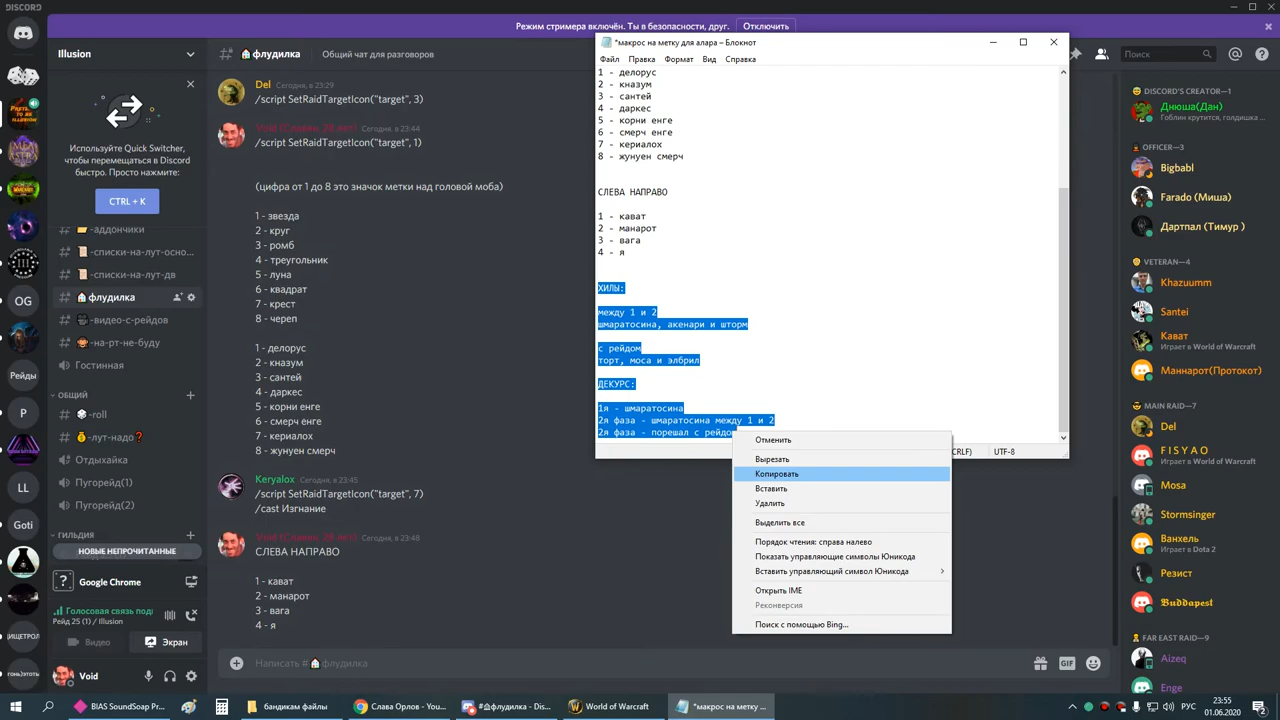 DISCORD
Режим стримера включён. Ты в безопасности, друг.
Отключить
Illusion
флудилка
Общий чат для разговоров
Используйте Quick Switcher,
чтобы перемещаться в Discord
быстро. Просто нажмите:
CTRL + K
-аддончики
-списки-на-лут-осно...
-списки-на-лут-дв
флудилка
-видео-с-рейдов
-на-рт-не-буду
Гостинная
ОБЩИЙ
-roll
-лут-надо
Отдыхайка
Пугорейд(1)
Пугорейд(2)
ГИЛЬДИЯ
НОВЫЕ НЕПРОЧИТАННЫЕ
Google Chrome
Голосовая связь поді
Рейд 25 (1) / Illusion
Видео
Экран
Void
OG
Рейды
P
С
Goti
Del Сегодня, в 23:29
/script SetRaidTargetIcon("target", 3)
Сегодня, в 23:44
/script SetRaidTargetIcon("target", 1)
(цифра от 1 до 8 это значок метки над головой моба)
1 - звезда
2 - круг
3 - ромб
4 - треугольник
5 - луна
6 - квадрат
7 - крест
8 - череп
1 - делорус
2 - кназум
3 - сантей
4 - даркес
5 - корни енге
6 - смерч енге
7 - кериалох
8 - жунуен смерч
Keryalox Сегодня, в 23:45
/script SetRaidTargetIcon("target", 7)
/cast Изгнание
Сегодня, в 23:48
СЛЕВА НАПРАВО
1 - кават
2 - манарот
3 - вага
4 - я
Написать #флудилка
GIF
*макрос на метку для алара – Блокнот
Файл Правка Формат Вид Справка
1 - делорус
2 - кназум
3 - сантей
4 - даркес
5 - корни енге
6 - смерч енге
7 - кериалох
8 - жунуен смерч
СЛЕВА НАПРАВО
1 - кават
2 - манарот
3 - вага
4 - я
ХИЛЫ:
между 1 и 2
шмаратосина, акенари и шторм
с рейдом
торт, моса и элбрил
ДЕКУРС:
1я - шмаратосина
2я фаза - шмаратосина между 1 и 2
2я фаза - порешал с рейдо
CRLF)
UTF-8
Отменить
Вырезать
Копировать
Вставить
Удалить
Выделить все
Порядок чтения: справа налево
Показать управляющие символы Юникода
Вставить управляющий символ Юникода
Открыть IME
Реконверсия
Поиск с помощью Bing...
Поиск
DISCORD'S CREATOR—1
Днюша(Дан)
Гоблин крутится, голдишка ...
OFFICER—3
Bigbabl
Farado (Миша)
Дартпал (Тимур )
VETERAN—4
Khazuumm
Santei
Кават
Играет в World of Warcraft
Маннарот(Протокот)
MAIN RAID—7
Del
F I S Y A O
Играет в World of Warcraft
Mosa
Stormsinger
Ванхель
Играет в Dota 2
Резист
Buddapest
FAR EAST RAID—9
Aizeq
Enge
BIAS SoundSoap Pr...
бандикам файлы
Слава Орлов - You...
#флудилка - Dis...
World of Warcraft
*макрос на метку ...
РУС
23:55
01.06.2020
2